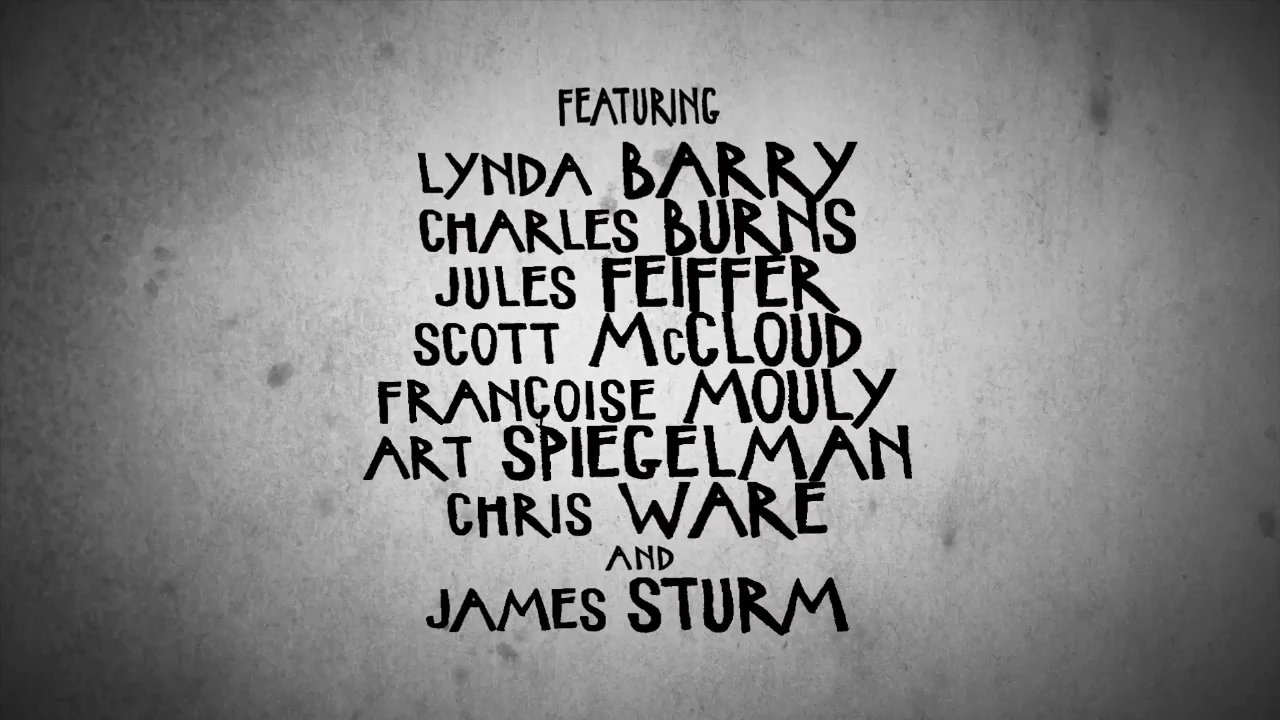 FEATURING
LYNDA BARRY
CHARLES BURNS
JULES FEIFFER
SCOTT McCLOUD
FRANÇOISE MOULY
ART SPIEGELMAN
CHRIS WARE
AND
JAMES STURM